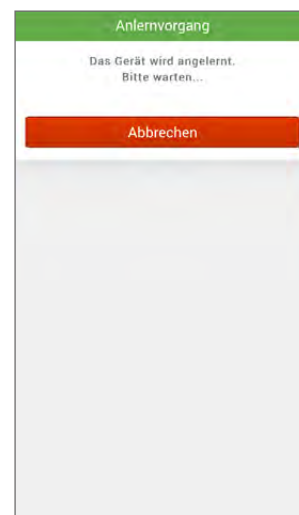 Anlernvorgang
Das Gerät wird angelernt.
Bitte warten...
Abbrechen